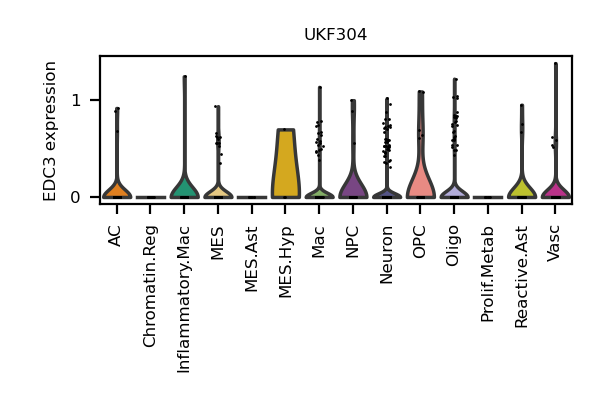 UKF304
EDC3 expression
1
0
AC
Chromatin.Reg
Inflammatory.Mac
MES
MES.Ast
MES.Hyp
Mac
NPC
Neuron
OPC
Oligo
Prolif.Metab
Reactive.Ast
Vasc